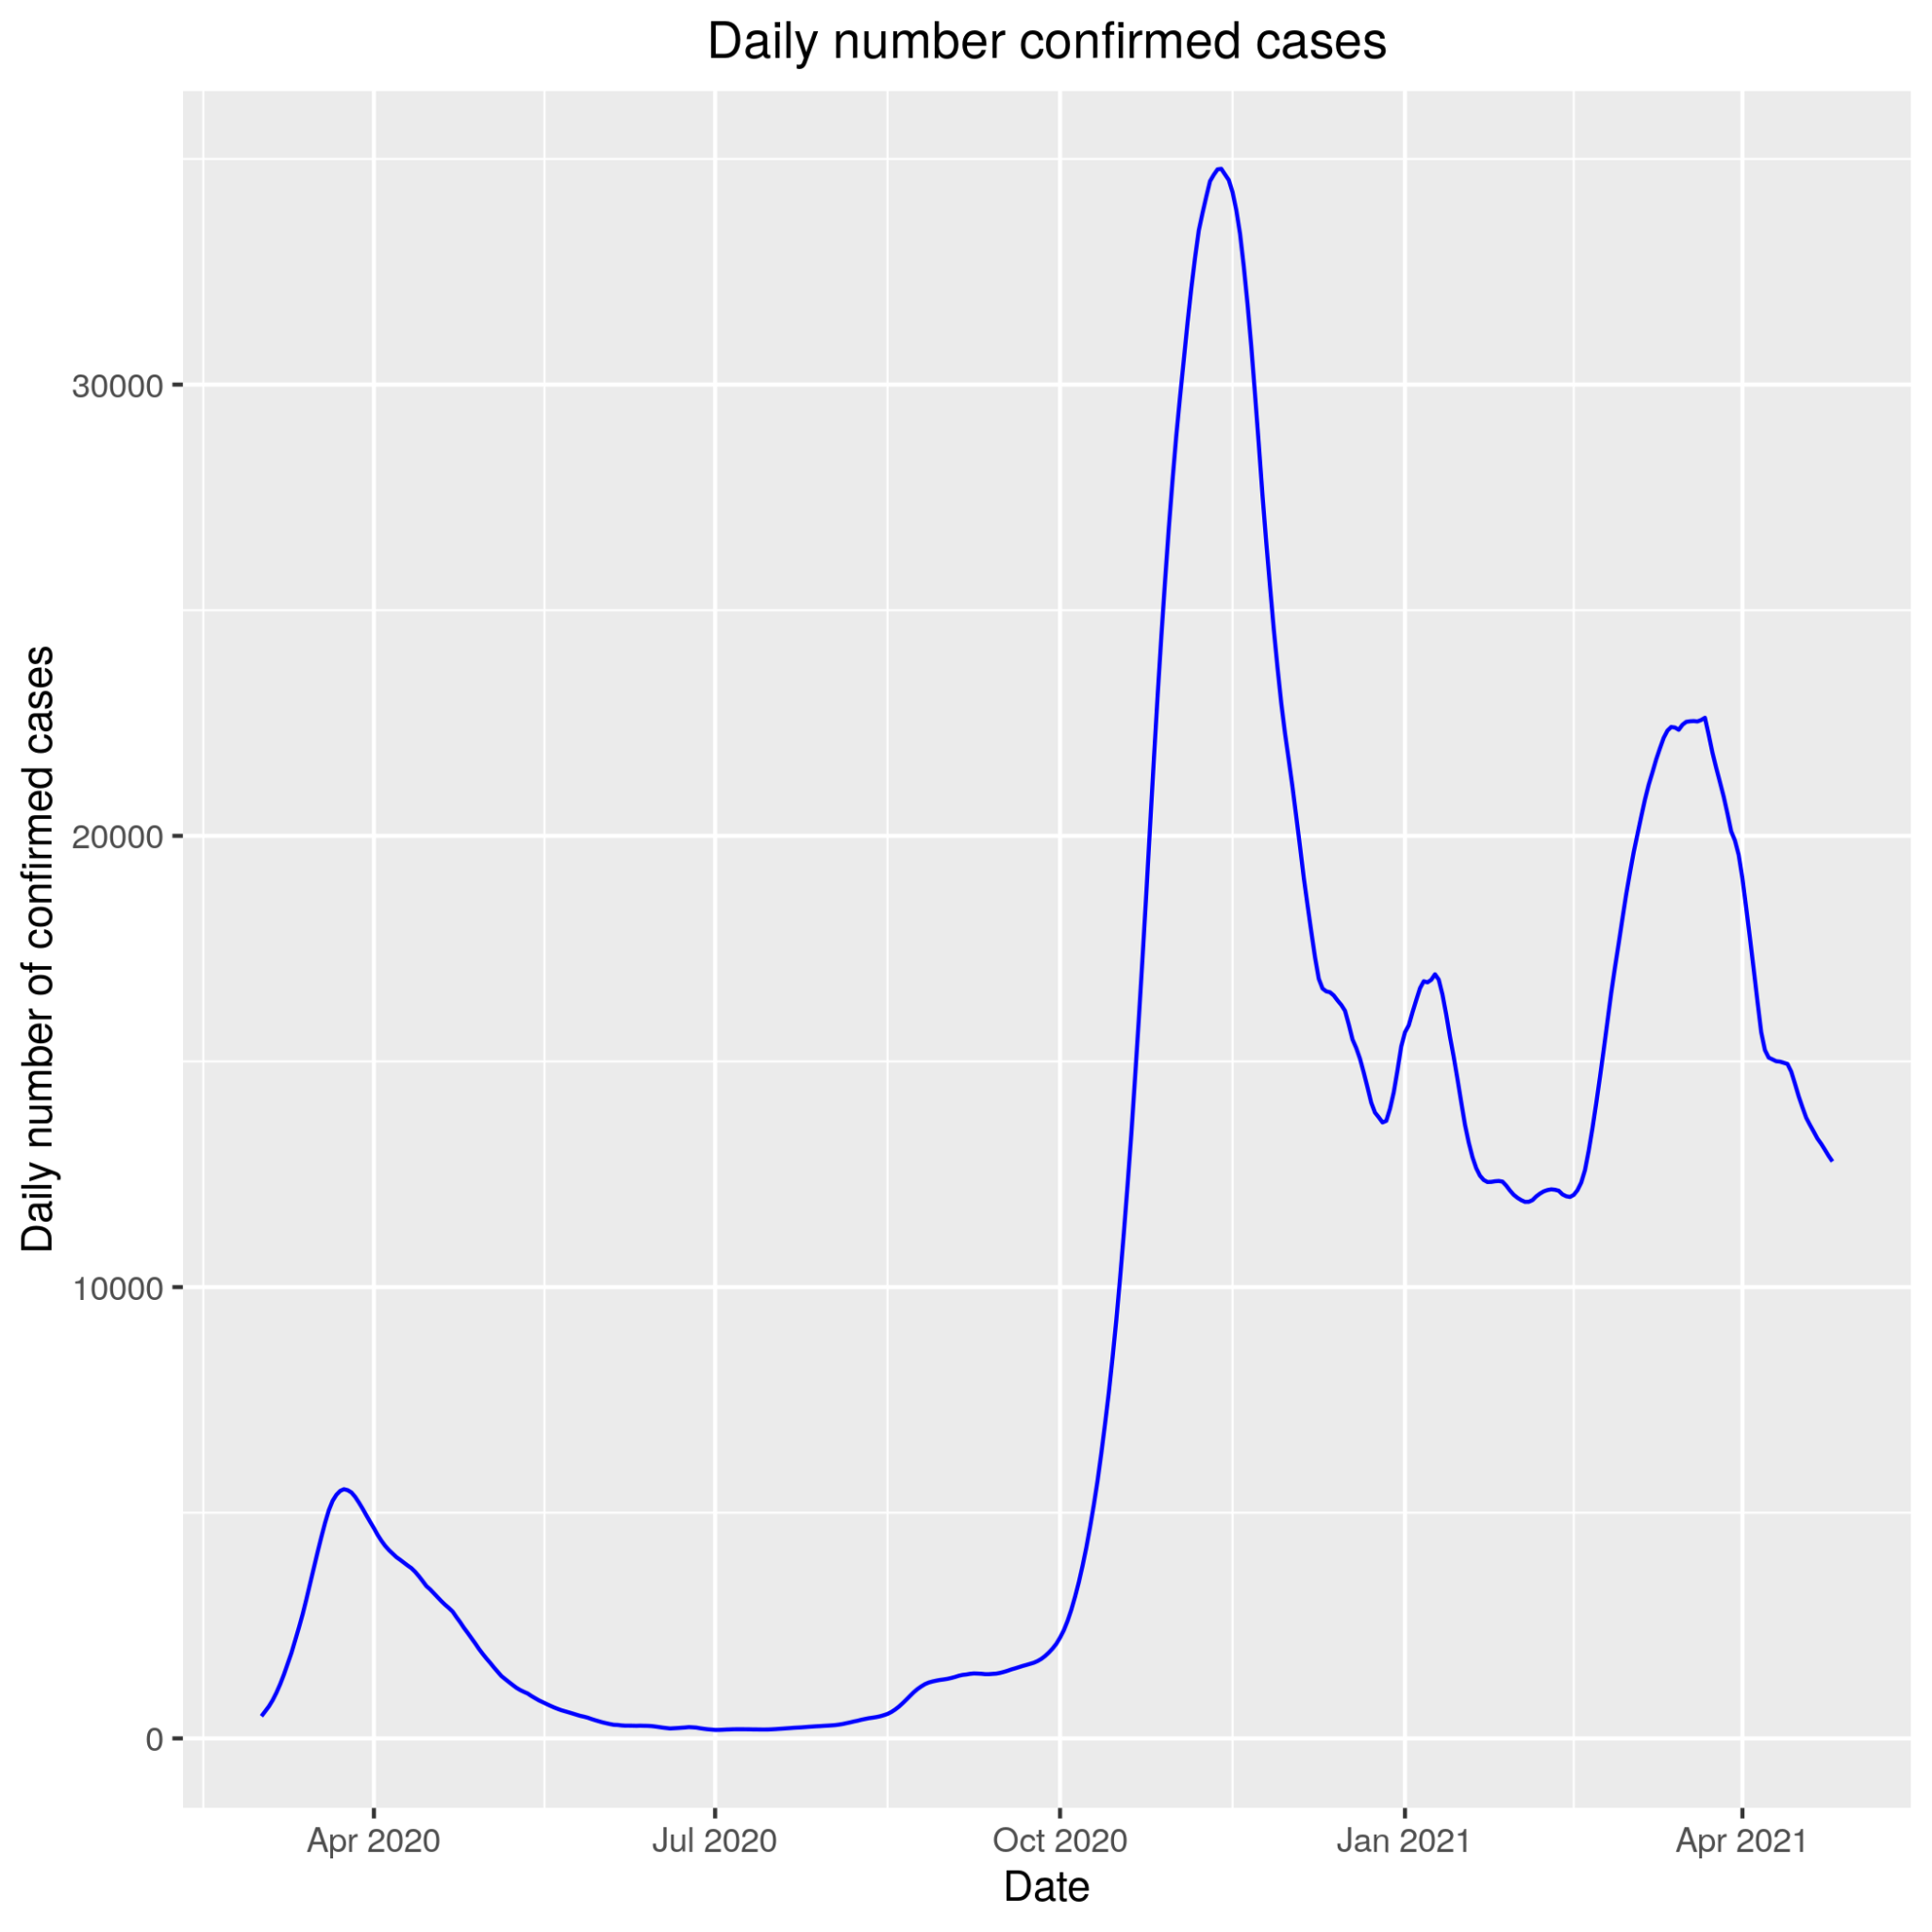 Daily number confirmed cases
Daily number of confirmed cases
30000
20000
10000
0
Apr 2020
Jul 2020
Oct 2020
Jan 2021
Apr 2021
Date